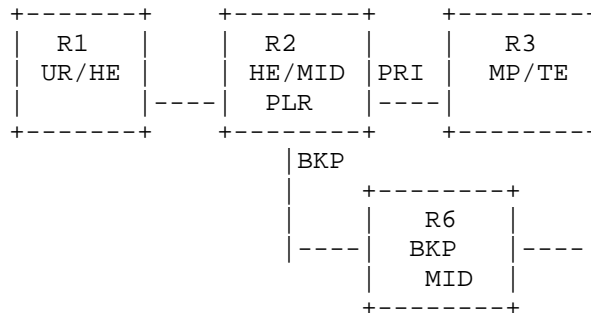 +-------+ +--------+ +--------+
| R1 | | R2 | | R3
| UR/HE | | HE/MID |PRI | MP/TE
| |----| PLR |----|
+-------+ +--------+ +--------+
|BKP
| +--------+
| | R6 |
|----| BKP |----
| MID |
+--------+